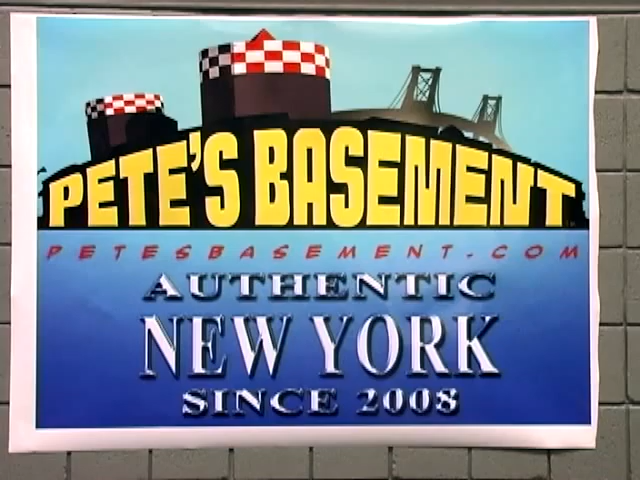 PETE'S BASEMENT
PETESBASEMENT.COM
AUTHENTIC
NEW YORK
SINCE 2008